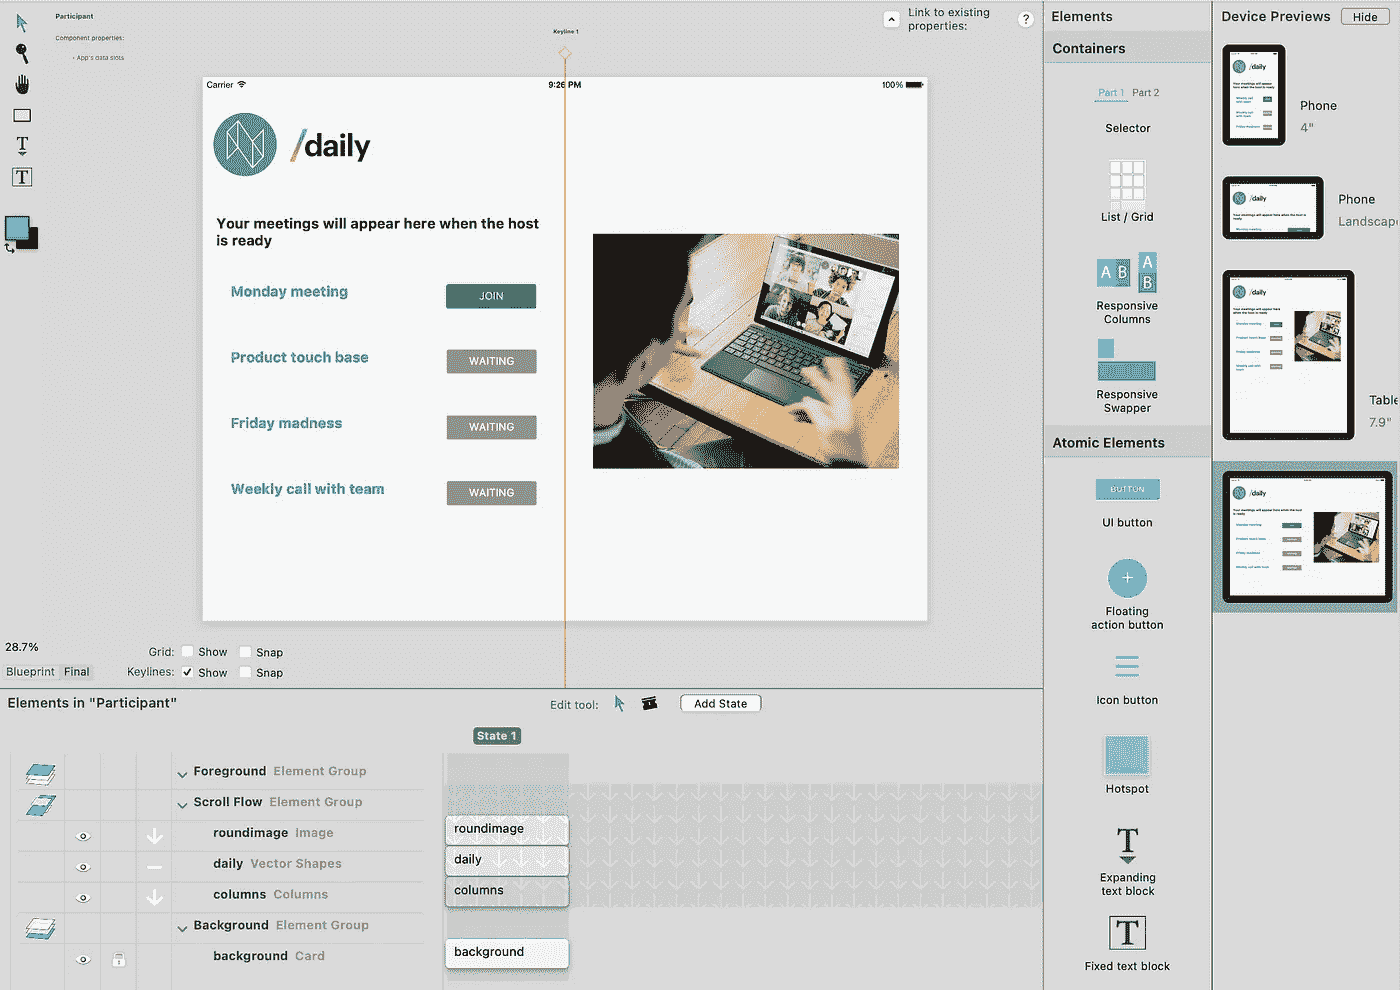 Participant
Component properties:
- App's data slots
Keyline 1
Link to existing
properties:
?
Carrier
9:26 PM
100%
/daily
Your meetings will appear here when the host
is ready
Monday meeting
JOIN
Product touch base
WAITING
Friday madness
WAITING
Weekly call with team
WAITING
28.7%
Blueprint Final
Grid: Show Snap
Keylines: Show Snap
Elements in "Participant"
Edit tool:
Add State
State 1
Foreground Element Group
Scroll Flow Element Group
roundimage Image
roundimage
daily Vector Shapes
daily
columns Columns
columns
Background Element Group
background Card
background
Elements
Containers
Part 1 Part 2
Selector
List / Grid
A B
A
B
Responsive
Columns
Responsive
Swapper
Atomic Elements
BUTTON
UI button
Floating
action button
Icon button
Hotspot
T
Expanding
text block
T
Fixed text block
Device Previews
Hide
/daily
Phone
4"
/daily
Phone
Landscape
/daily
Table
7.9"
/daily